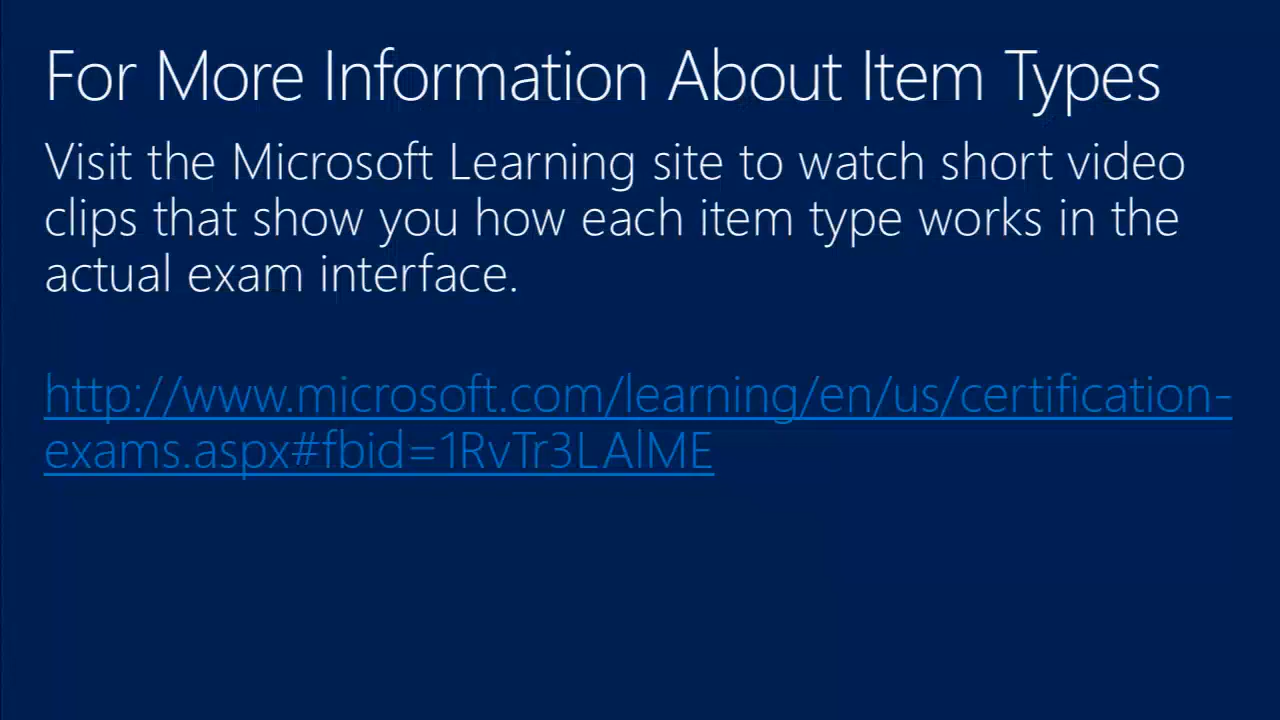 For More Information About Item Types
Visit the Microsoft Learning site to watch short video
clips that show you how each item type works in the
actual exam interface.
http://www.microsoft.com/learning/en/us/certification-
exams.aspx#fbid=1RvTr3LAlME